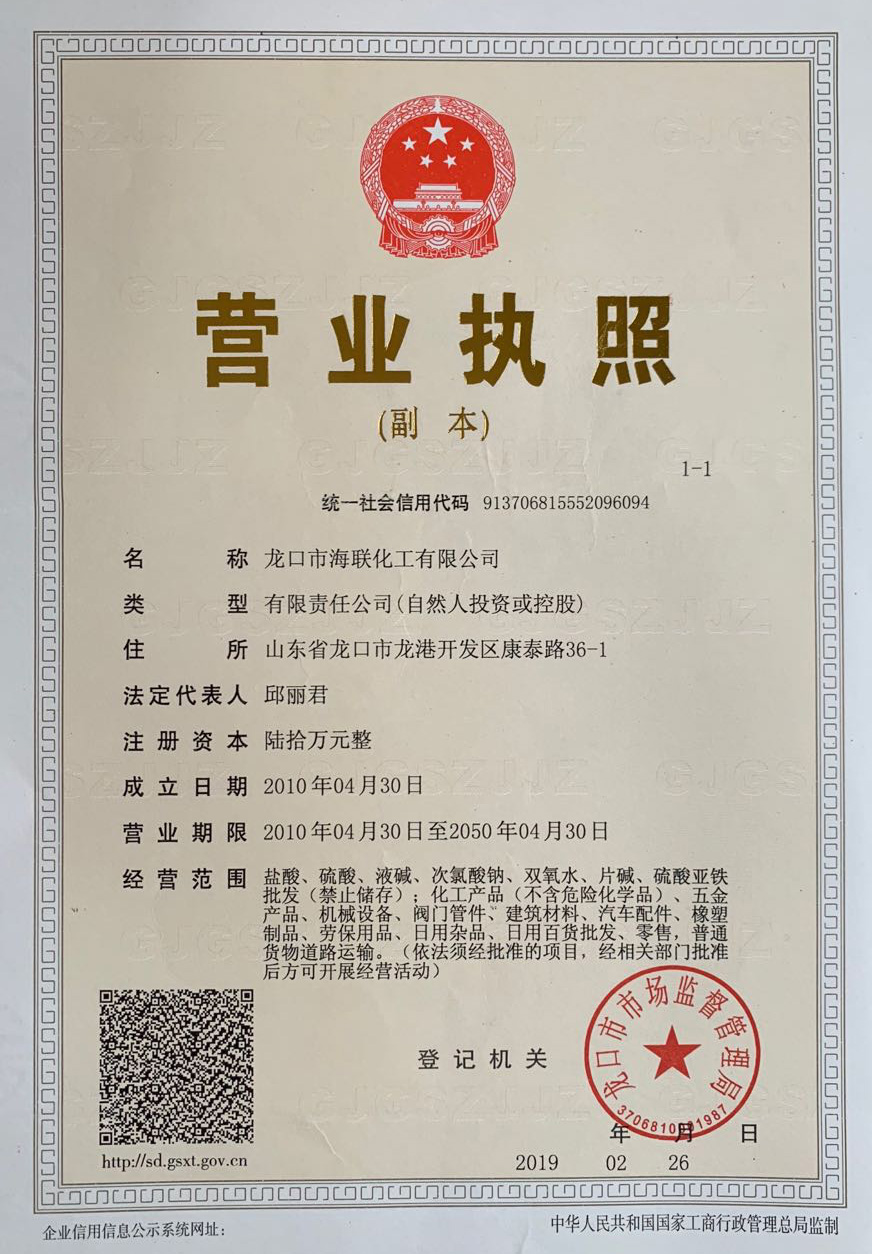 营业执照
(副 本)
1-1
统一社会信用代码 913706815552096094
名 称 龙口市海联化工有限公司
类 型 有限责任公司(自然人投资或控股)
住 所 山东省龙口市龙港开发区康泰路36-1
法定代表人 邱丽君
注册资本 陆拾万元整
成立日期 2010年04月30日
营业期限 2010年04月30日至2050年04月30日
经营范围 盐酸、硫酸、液碱、次氯酸钠、双氧水、片碱、硫酸亚铁
批发（禁止储存）；化工产品（不含危险化学品）、五金
产品、机械设备、阀门管件、建筑材料、汽车配件、橡塑
制品、劳保用品、日用杂品、日用百货批发、零售，普通
货物道路运输。（依法须经批准的项目，经相关部门批准
后方可开展经营活动）
龙口市市场监督管理局
登记机关
年 月 日
2019 02 26
http://sd.gsxt.gov.cn
企业信用信息公示系统网址：
中华人民共和国国家工商行政管理总局监制